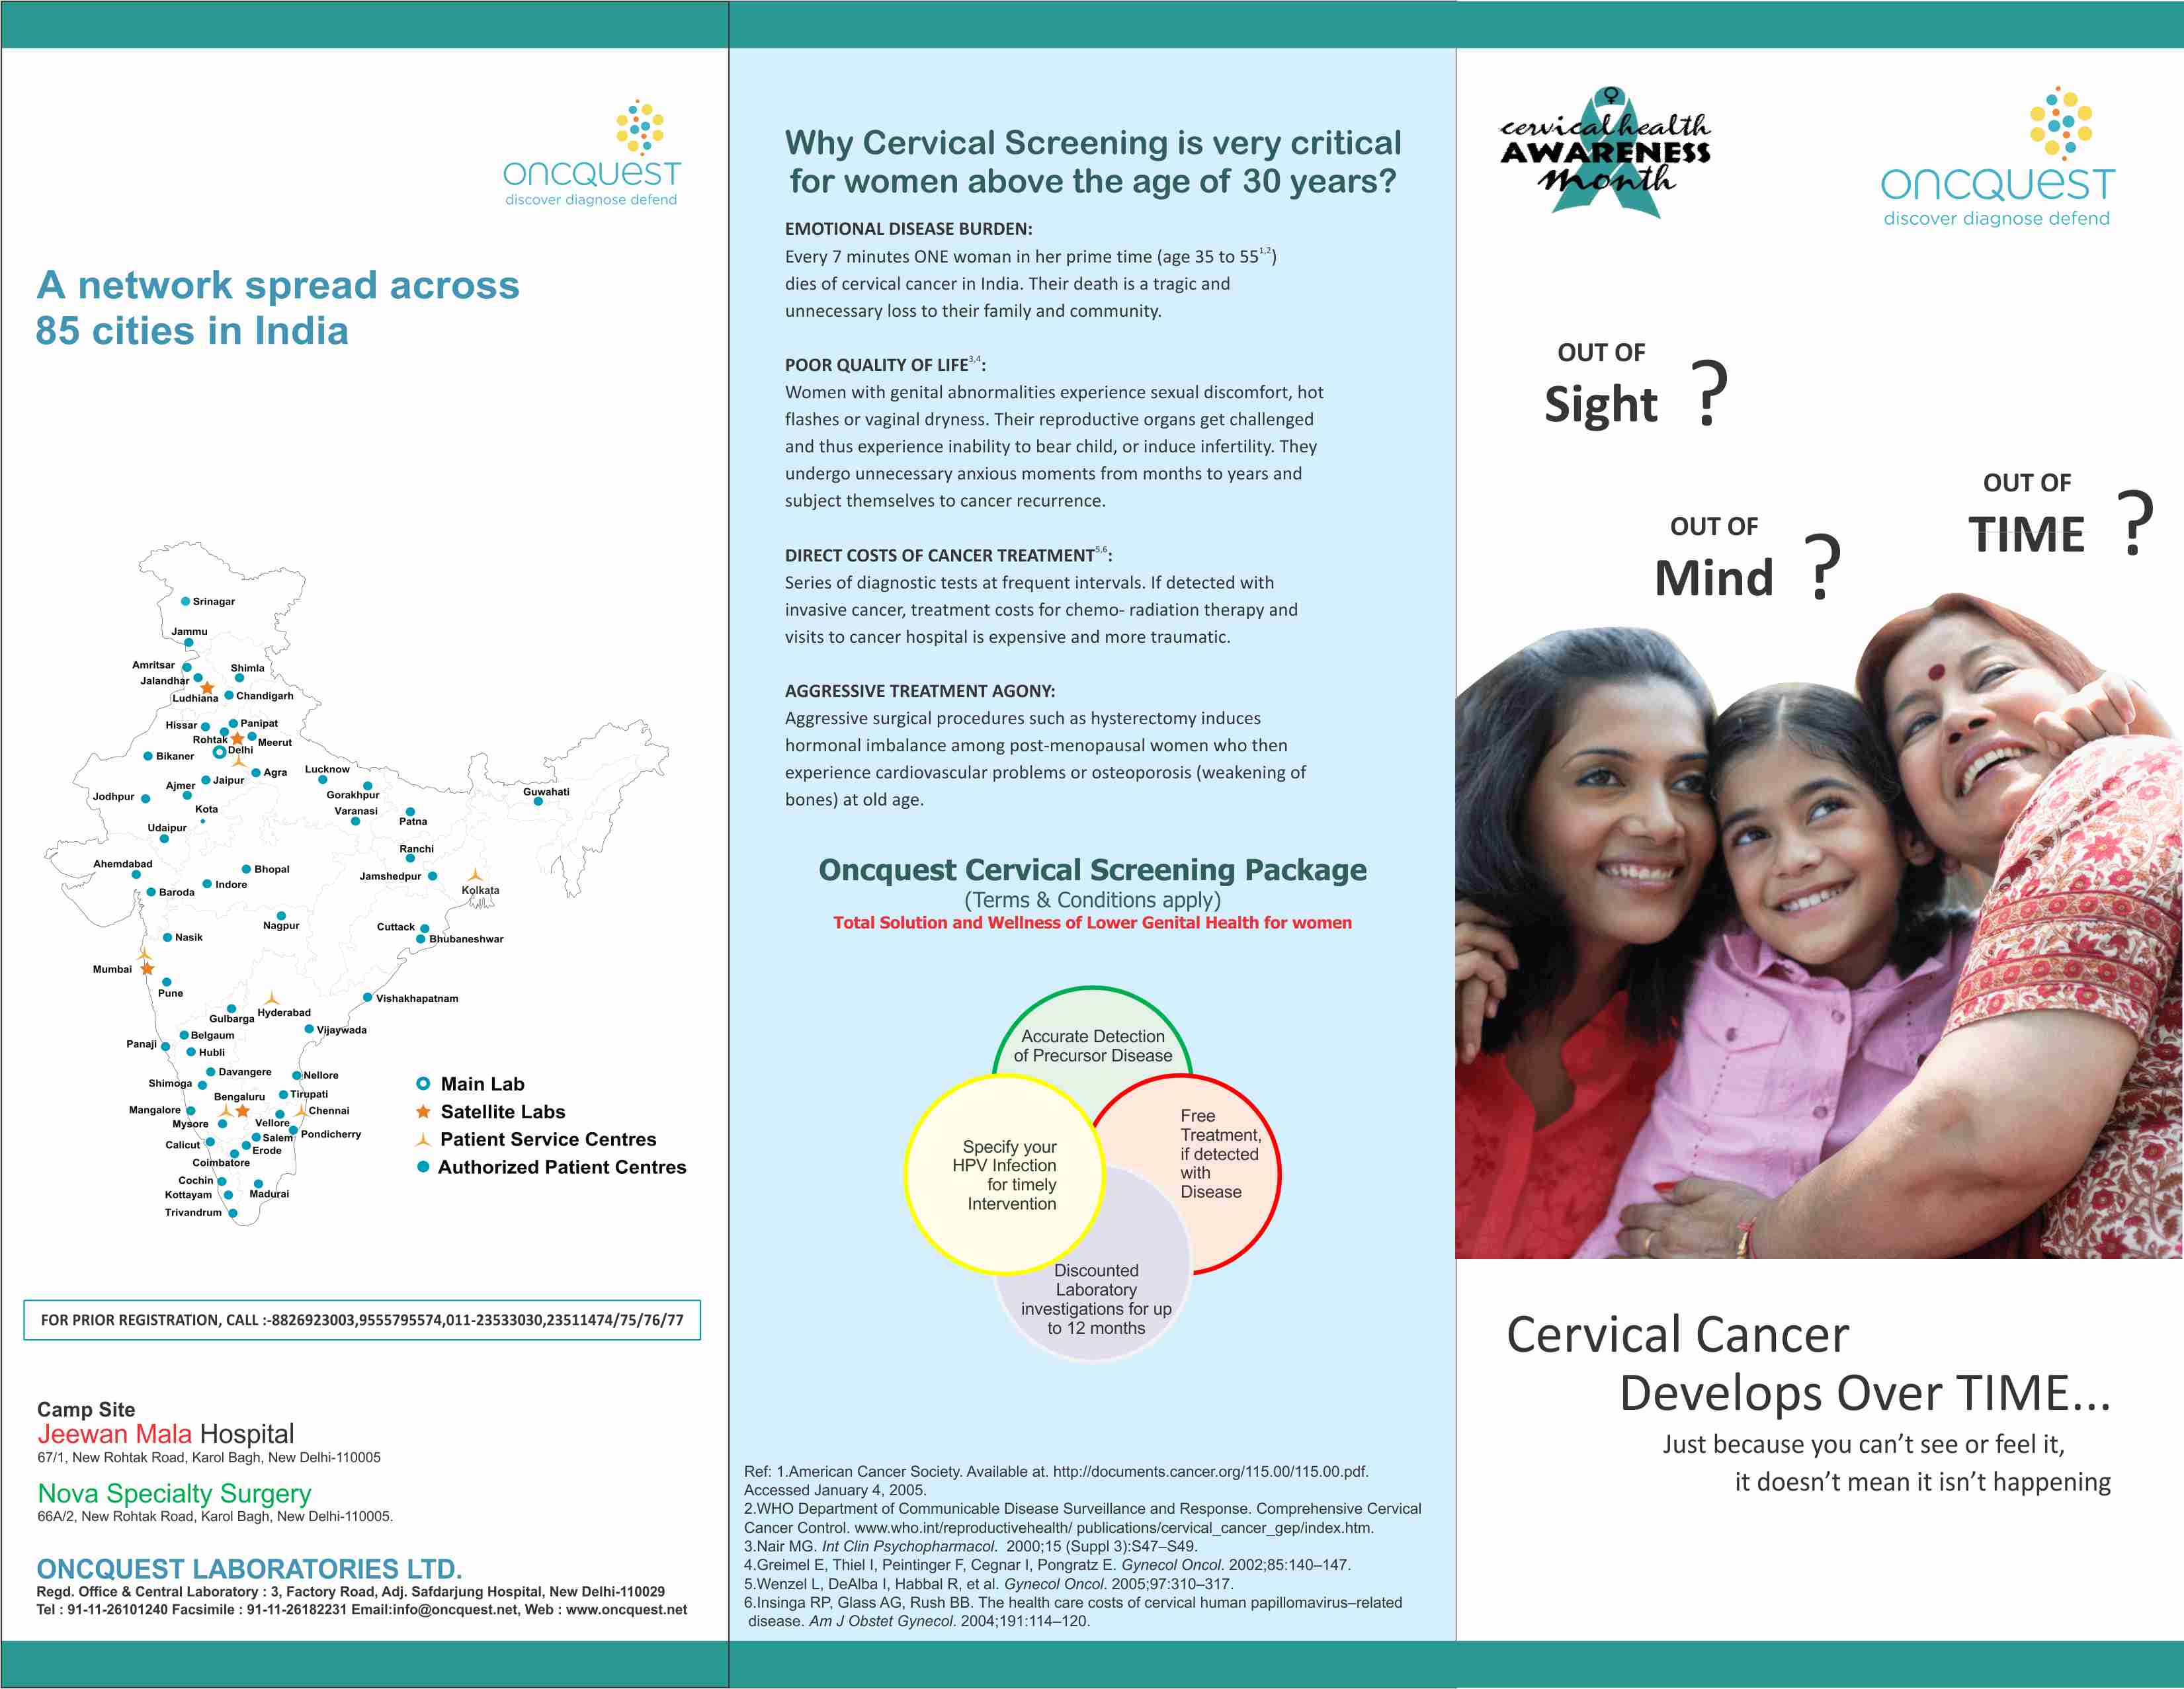 oncquest
discover diagnose defend
A network spread across
85 cities in India
Srinagar
Jammu
Amritsar
Shimla
Jalandhar
Ludhiana
Chandigarh
Hissar
Panipat
Rohtak
Meerut
Delhi
Bikaner
Agra
Lucknow
Jaipur
Ajmer
Jodhpur
Gorakhpur
Guwahati
Kota
Varanasi
Patna
Udaipur
Ranchi
Ahemdabad
Bhopal
Jamshedpur
Indore
Baroda
Kolkata
Nagpur
Cuttack
Nasik
Bhubaneshwar
Mumbai
Pune
Vishakhapatnam
Hyderabad
Gulbarga
Vijaywada
Belgaum
Panaji
Hubli
Davangere
Nellore
Shimoga
Tirupati
Bengaluru
Mangalore
Chennai
Mysore
Vellore
Pondicherry
Salem
Calicut
Erode
Coimbatore
Cochin
Kottayam
Madurai
Trivandrum
Main Lab
Satellite Labs
Patient Service Centres
Authorized Patient Centres
FOR PRIOR REGISTRATION, CALL :-8826923003,9555795574,011-23533030,23511474/75/76/77
Camp Site
Jeewan Mala Hospital
67/1, New Rohtak Road, Karol Bagh, New Delhi-110005
Nova Specialty Surgery
66A/2, New Rohtak Road, Karol Bagh, New Delhi-110005.
ONCQUEST LABORATORIES LTD.
Regd. Office & Central Laboratory : 3, Factory Road, Adj. Safdarjung Hospital, New Delhi-110029
Tel : 91-11-26101240 Facsimile : 91-11-26182231 Email:info@oncquest.net, Web : www.oncquest.net
Why Cervical Screening is very critical
for women above the age of 30 years?
EMOTIONAL DISEASE BURDEN:
Every 7 minutes ONE woman in her prime time (age 35 to 551,2)
dies of cervical cancer in India. Their death is a tragic and
unnecessary loss to their family and community.
POOR QUALITY OF LIFE3,4:
Women with genital abnormalities experience sexual discomfort, hot
flashes or vaginal dryness. Their reproductive organs get challenged
and thus experience inability to bear child, or induce infertility. They
undergo unnecessary anxious moments from months to years and
subject themselves to cancer recurrence.
DIRECT COSTS OF CANCER TREATMENT5,6:
Series of diagnostic tests at frequent intervals. If detected with
invasive cancer, treatment costs for chemo- radiation therapy and
visits to cancer hospital is expensive and more traumatic.
AGGRESSIVE TREATMENT AGONY:
Aggressive surgical procedures such as hysterectomy induces
hormonal imbalance among post-menopausal women who then
experience cardiovascular problems or osteoporosis (weakening of
bones) at old age.
Oncquest Cervical Screening Package
(Terms & Conditions apply)
Total Solution and Wellness of Lower Genital Health for women
Accurate Detection
of Precursor Disease
Specify your
HPV Infection
for timely
Intervention
Free
Treatment,
if detected
with
Disease
Discounted
Laboratory
investigations for up
to 12 months
Ref: 1.American Cancer Society. Available at. http://documents.cancer.org/115.00/115.00.pdf.
Accessed January 4, 2005.
2.WHO Department of Communicable Disease Surveillance and Response. Comprehensive Cervical
Cancer Control. www.who.int/reproductivehealth/ publications/cervical_cancer_gep/index.htm.
3.Nair MG. Int Clin Psychopharmacol. 2000;15 (Suppl 3):S47–S49.
4.Greimel E, Thiel I, Peintinger F, Cegnar I, Pongratz E. Gynecol Oncol. 2002;85:140–147.
5.Wenzel L, DeAlba I, Habbal R, et al. Gynecol Oncol. 2005;97:310–317.
6.Insinga RP, Glass AG, Rush BB. The health care costs of cervical human papillomavirus–related
disease. Am J Obstet Gynecol. 2004;191:114–120.
cervical health
AWARENESS
month
oncquest
discover diagnose defend
OUT OF
Sight ?
OUT OF
Mind ?
OUT OF
TIME ?
Cervical Cancer
Develops Over TIME...
Just because you can't see or feel it,
it doesn't mean it isn't happening